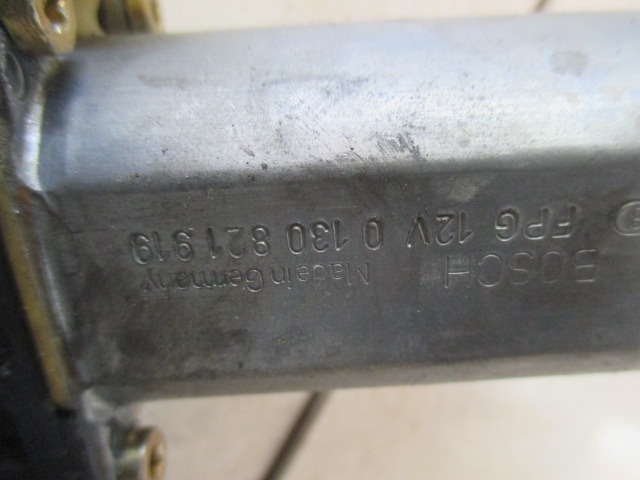 BOSCH Made in Germany
FPG 12V 0 130 821 919